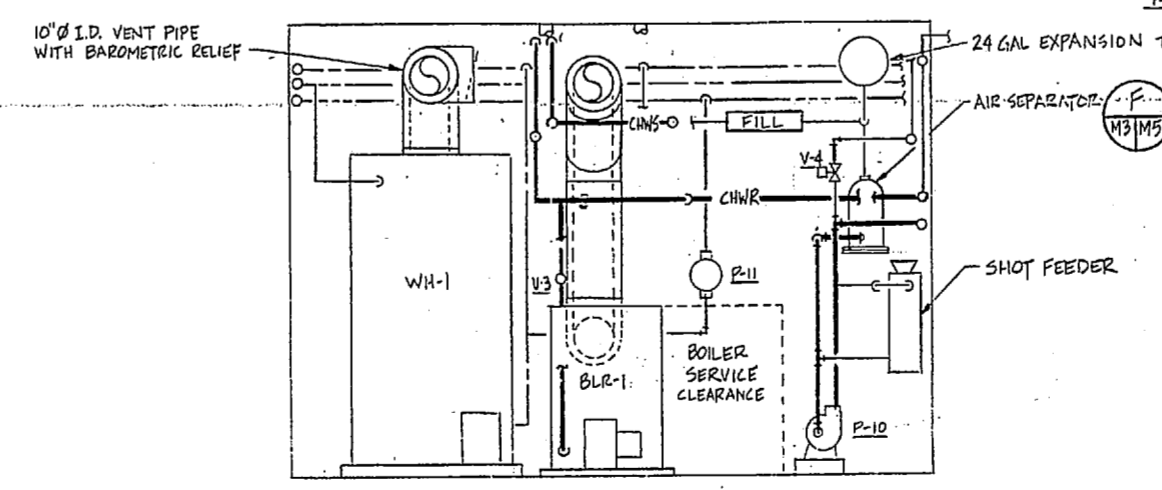 10"Ø I.D. VENT PIPE
WITH BAROMETRIC RELIEF
24 GAL EXPANSION
AIR SEPARATOR
F
M3 M5
CHWS
FILL
V-4
CHWR
WH-1
V-3
P-11
SHOT FEEDER
BLR-1
BOILER
SERVICE
CLEARANCE
P-10